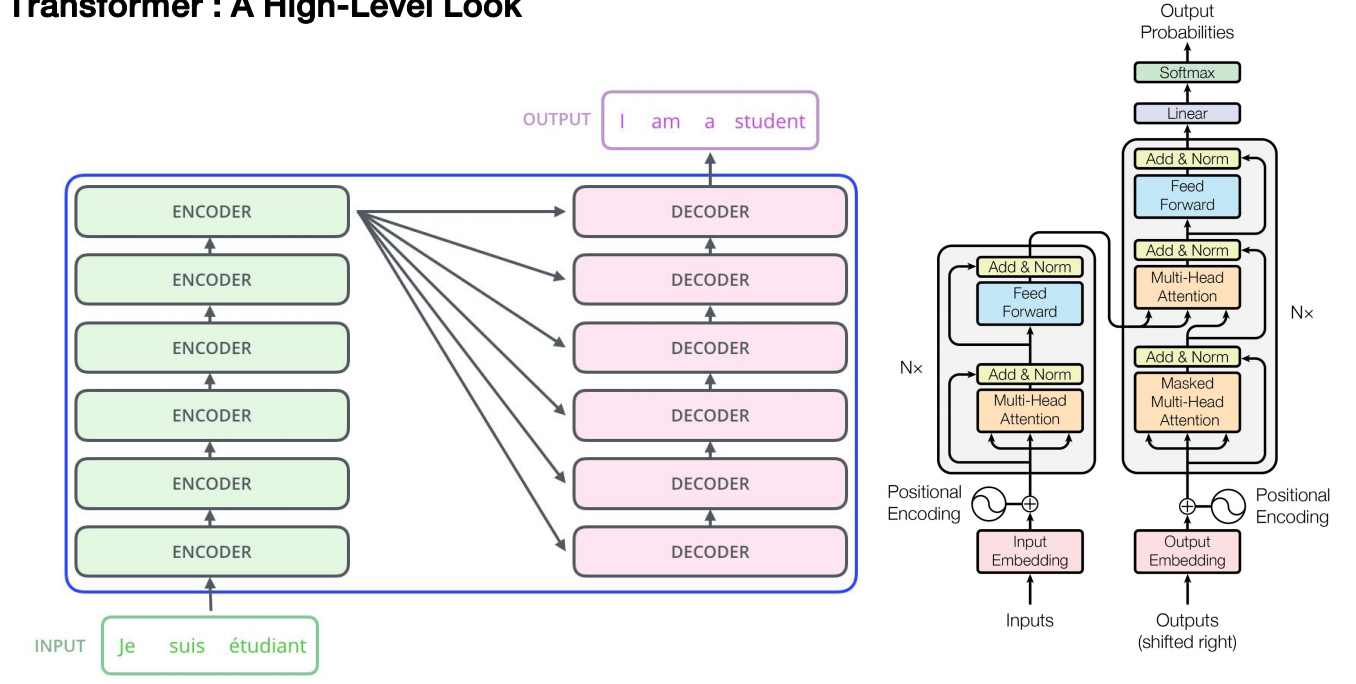 Transformer : A High-Level Look
OUTPUT
I am a student
ENCODER
ENCODER
ENCODER
ENCODER
ENCODER
ENCODER
DECODER
DECODER
DECODER
DECODER
DECODER
DECODER
INPUT
Je suis étudiant
Output
Probabilities
Softmax
Linear
Add & Norm
Feed
Forward
Add & Norm
Multi-Head
Attention
Add & Norm
Masked
Multi-Head
Attention
N×
Add & Norm
Feed
Forward
Add & Norm
Multi-Head
Attention
N×
Positional
Encoding
Positional
Encoding
Input
Embedding
Output
Embedding
Inputs
Outputs
(shifted right)